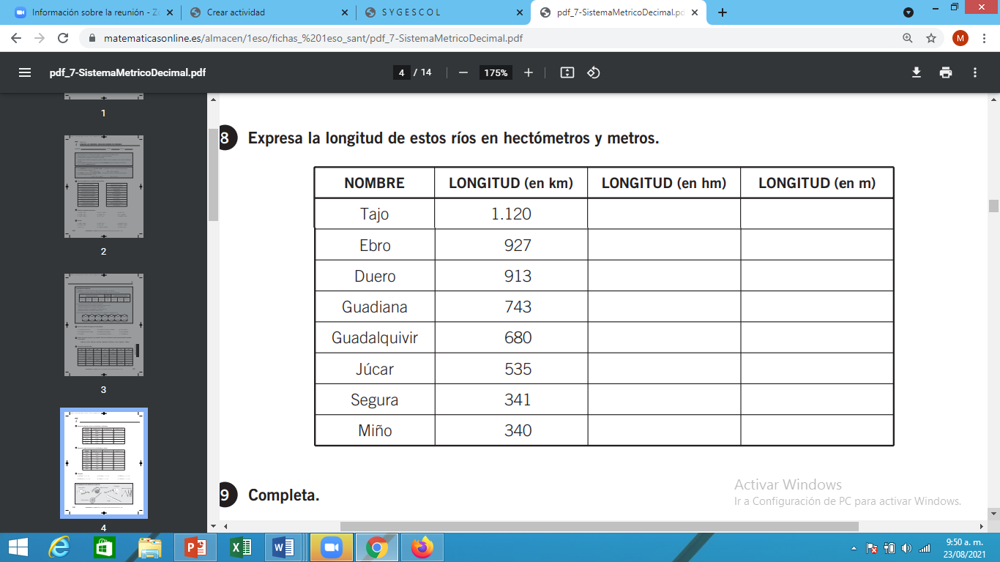 Información sobre la reunión - Zo
Crear actividad
S Y G E S C O L
pdf_7-SistemaMetricoDecimal.pd
matematicasonline.es/almacen/1eso/fichas_%201eso_sant/pdf_7-SistemaMetricoDecimal.pdf
M
pdf_7-SistemaMetricoDecimal.pdf
4 / 14
175%
1
2
3
4
8 Expresa la longitud de estos ríos en hectómetros y metros.
NOMBRE LONGITUD (en km) LONGITUD (en hm) LONGITUD (en m)
Tajo 1.120
Ebro 927
Duero 913
Guadiana 743
Guadalquivir 680
Júcar 535
Segura 341
Miño 340
9 Completa.
Activar Windows
Ir a Configuración de PC para activar Windows.
9:50 a. m.
23/08/2021